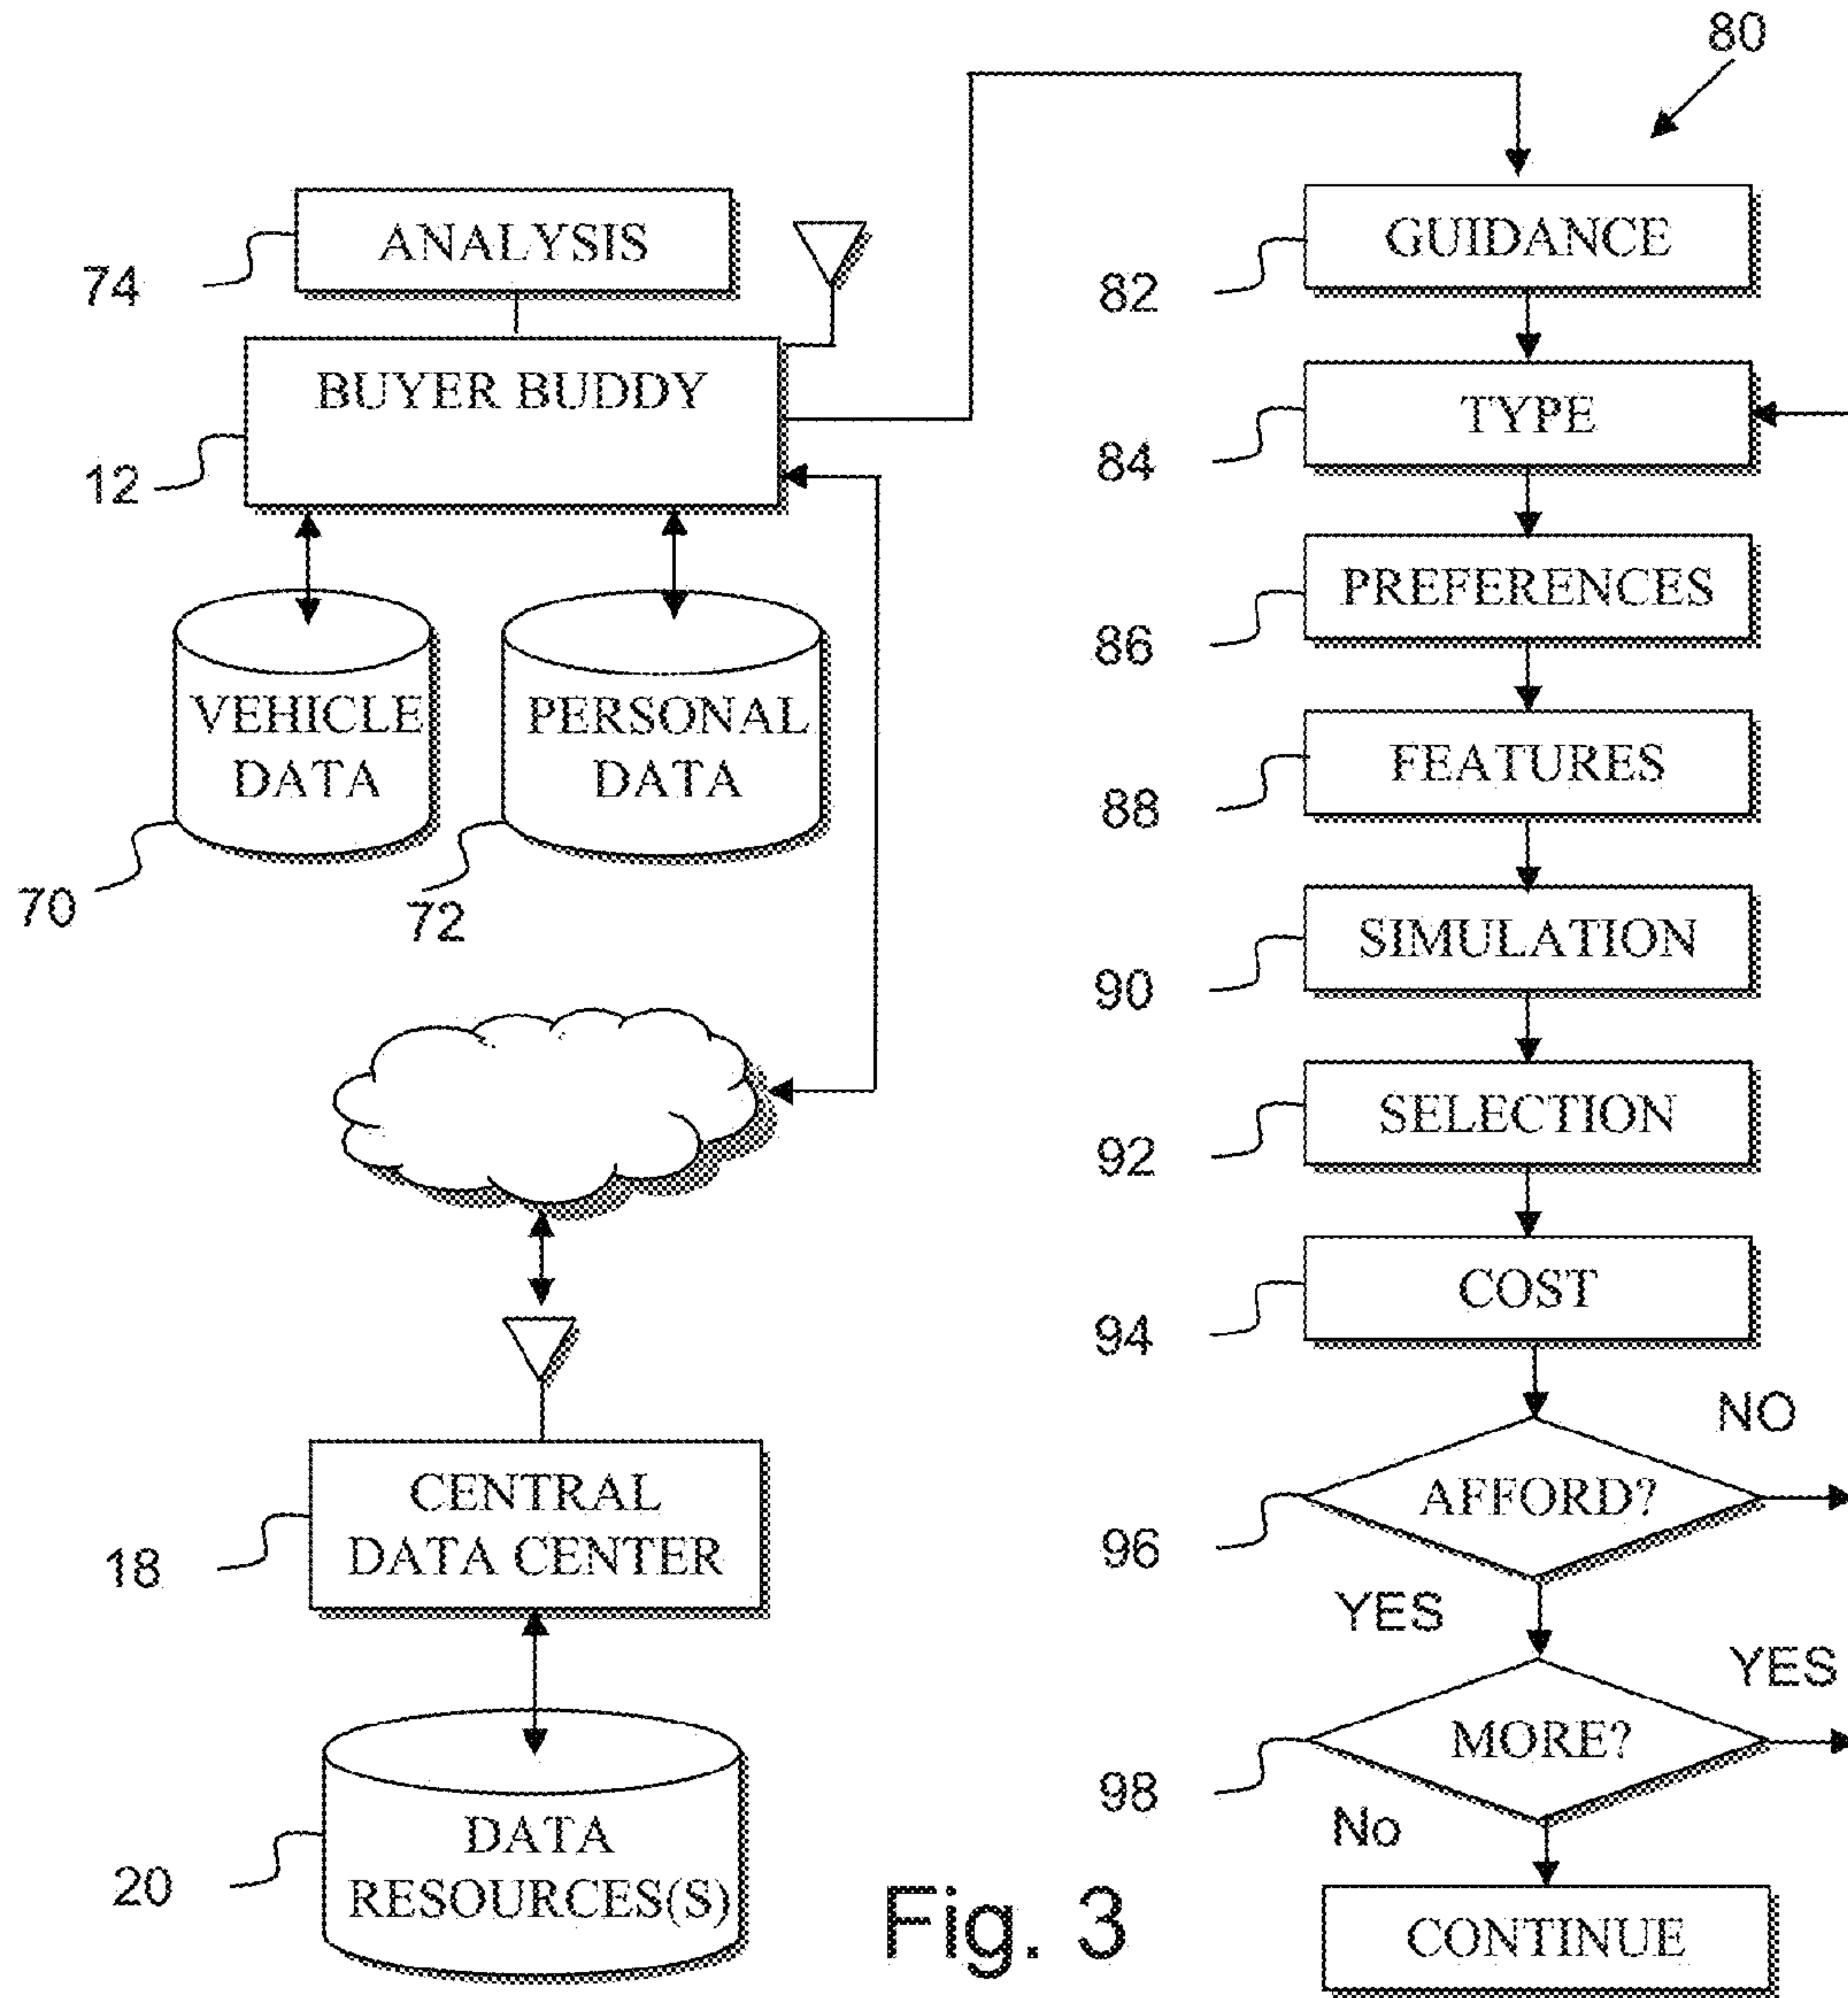 80
ANALYSIS
74
BUYER BUDDY
12
VEHICLE
DATA
70
PERSONAL
DATA
72
CENTRAL
DATA CENTER
18
DATA
RESOURCES(S)
20
GUIDANCE
82
TYPE
84
PREFERENCES
86
FEATURES
88
SIMULATION
90
SELECTION
92
COST
94
NO
AFFORD?
96
YES
YES
MORE?
98
No
CONTINUE
Fig. 3